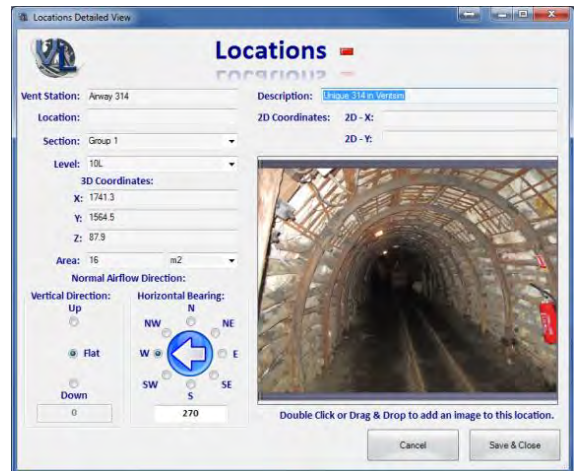 Locations Detailed View
VL
Locations
Vent Station: Airway 314
Description: Unique 314 in Ventsim
Location:
2D Coordinates: 2D - X:
2D - Y:
Section: Group 1
Level: 10L
3D Coordinates:
X: 1741.3
Y: 1564.5
Z: 87.9
Area: 16 m2
Normal Airflow Direction:
Vertical Direction:
Up
Flat
Down
0
Horizontal Bearing:
N
NW NE
W E
SW SE
S
270
Double Click or Drag & Drop to add an image to this location.
Cancel Save & Close